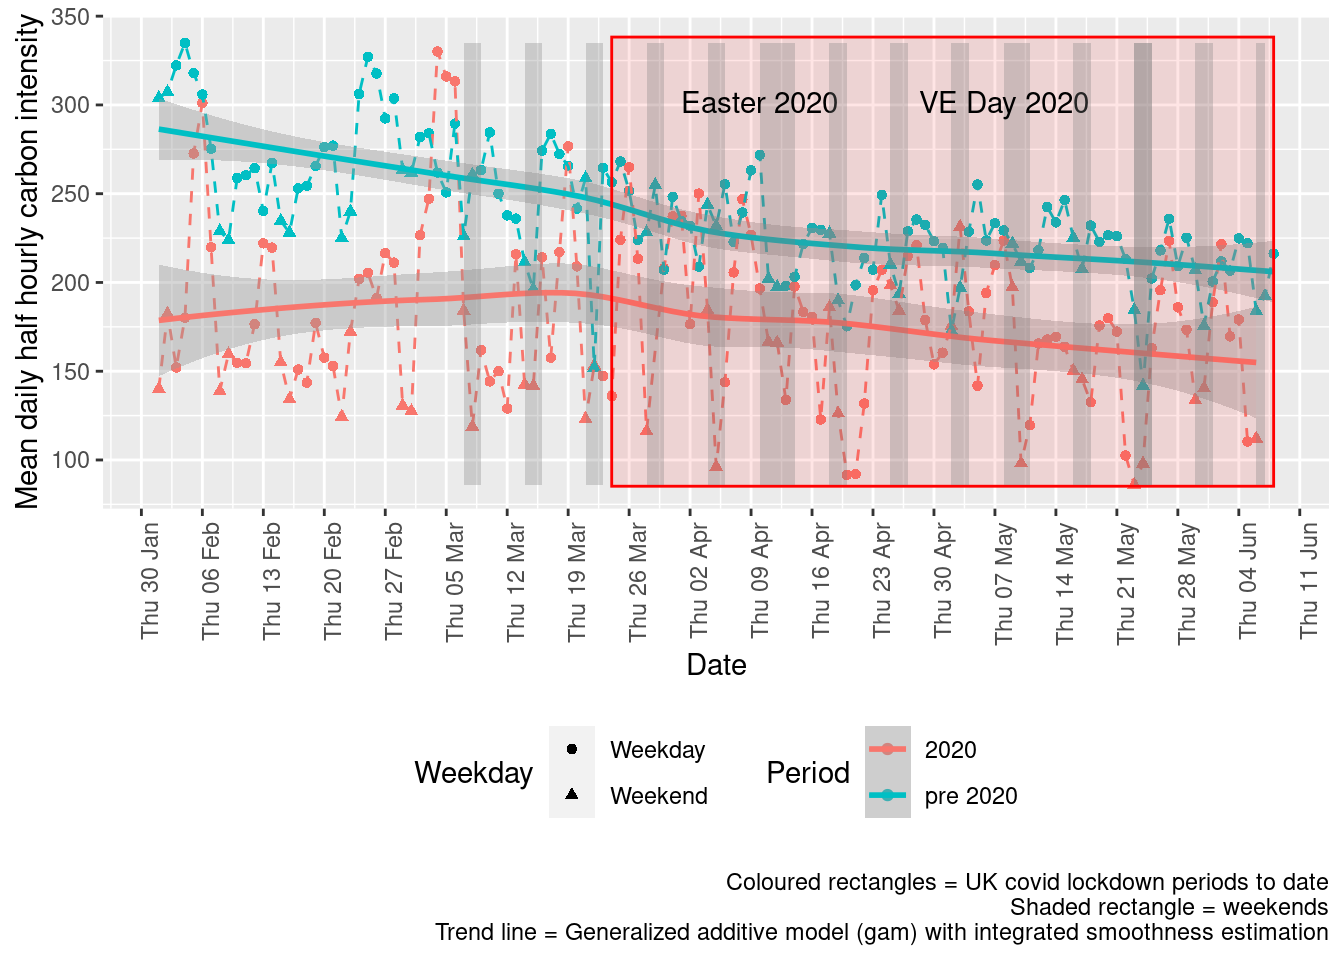 Mean daily half hourly carbon intensity
350
300
250
200
150
100
Easter 2020
VE Day 2020
Thu 30 Jan
Thu 06 Feb
Thu 13 Feb
Thu 20 Feb
Thu 27 Feb
Thu 05 Mar
Thu 12 Mar
Thu 19 Mar
Thu 26 Mar
Thu 02 Apr
Thu 09 Apr
Thu 16 Apr
Thu 23 Apr
Thu 30 Apr
Thu 07 May
Thu 14 May
Thu 21 May
Thu 28 May
Thu 04 Jun
Thu 11 Jun
Date
Weekday
Weekday
Weekend
Period
2020
pre 2020
Coloured rectangles = UK covid lockdown periods to date
Shaded rectangle = weekends
Trend line = Generalized additive model (gam) with integrated smoothness estimation